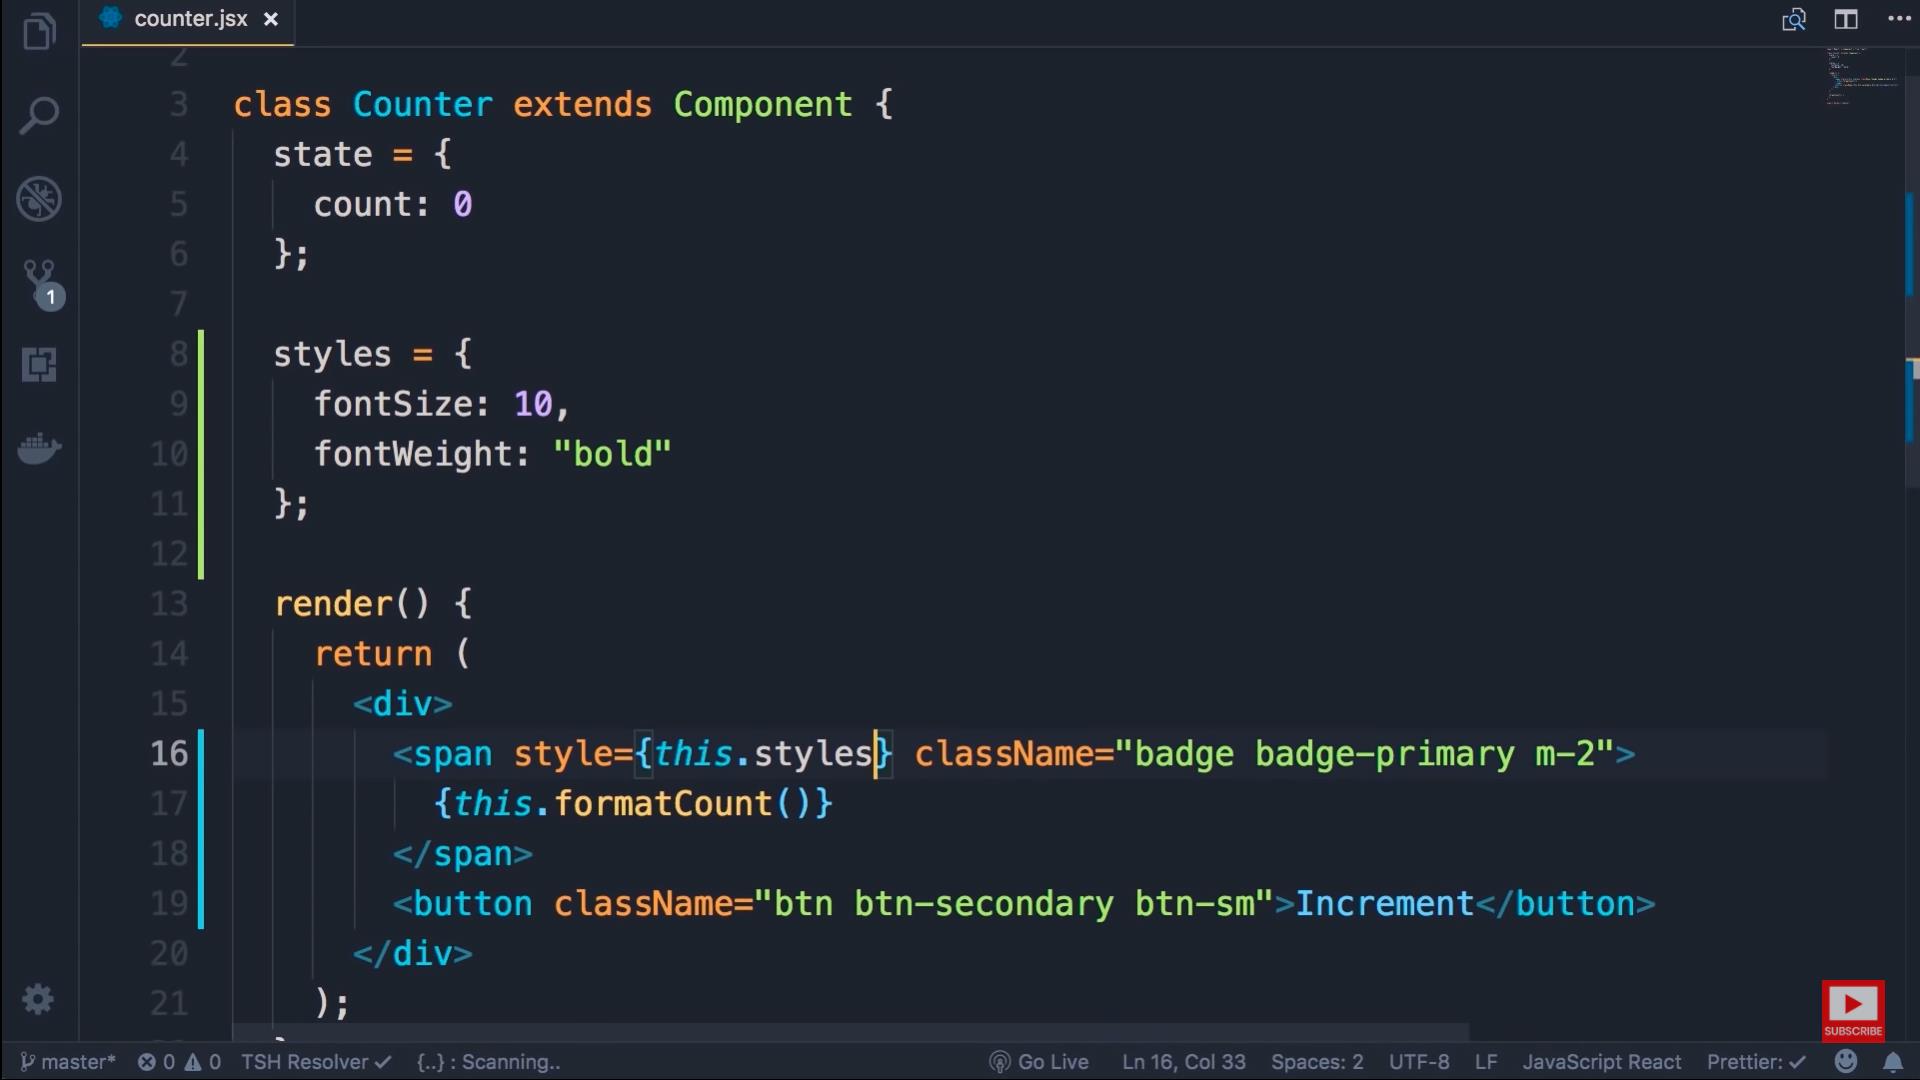 counter.jsx
2
3 class Counter extends Component {
4 state = {
5 count: 0
6 };
7
8 styles = {
9 fontSize: 10,
10 fontWeight: "bold"
11 };
12
13 render() {
14 return (
15 <div>
16 <span style={this.styles} className="badge badge-primary m-2">
17 {this.formatCount()}
18 </span>
19 <button className="btn btn-secondary btn-sm">Increment</button>
20 </div>
21 );
1
SUBSCRIBE
master* 0 0 TSH Resolver ✓ {..} : Scanning.. Go Live Ln 16, Col 33 Spaces: 2 UTF-8 LF JavaScript React Prettier: ✓